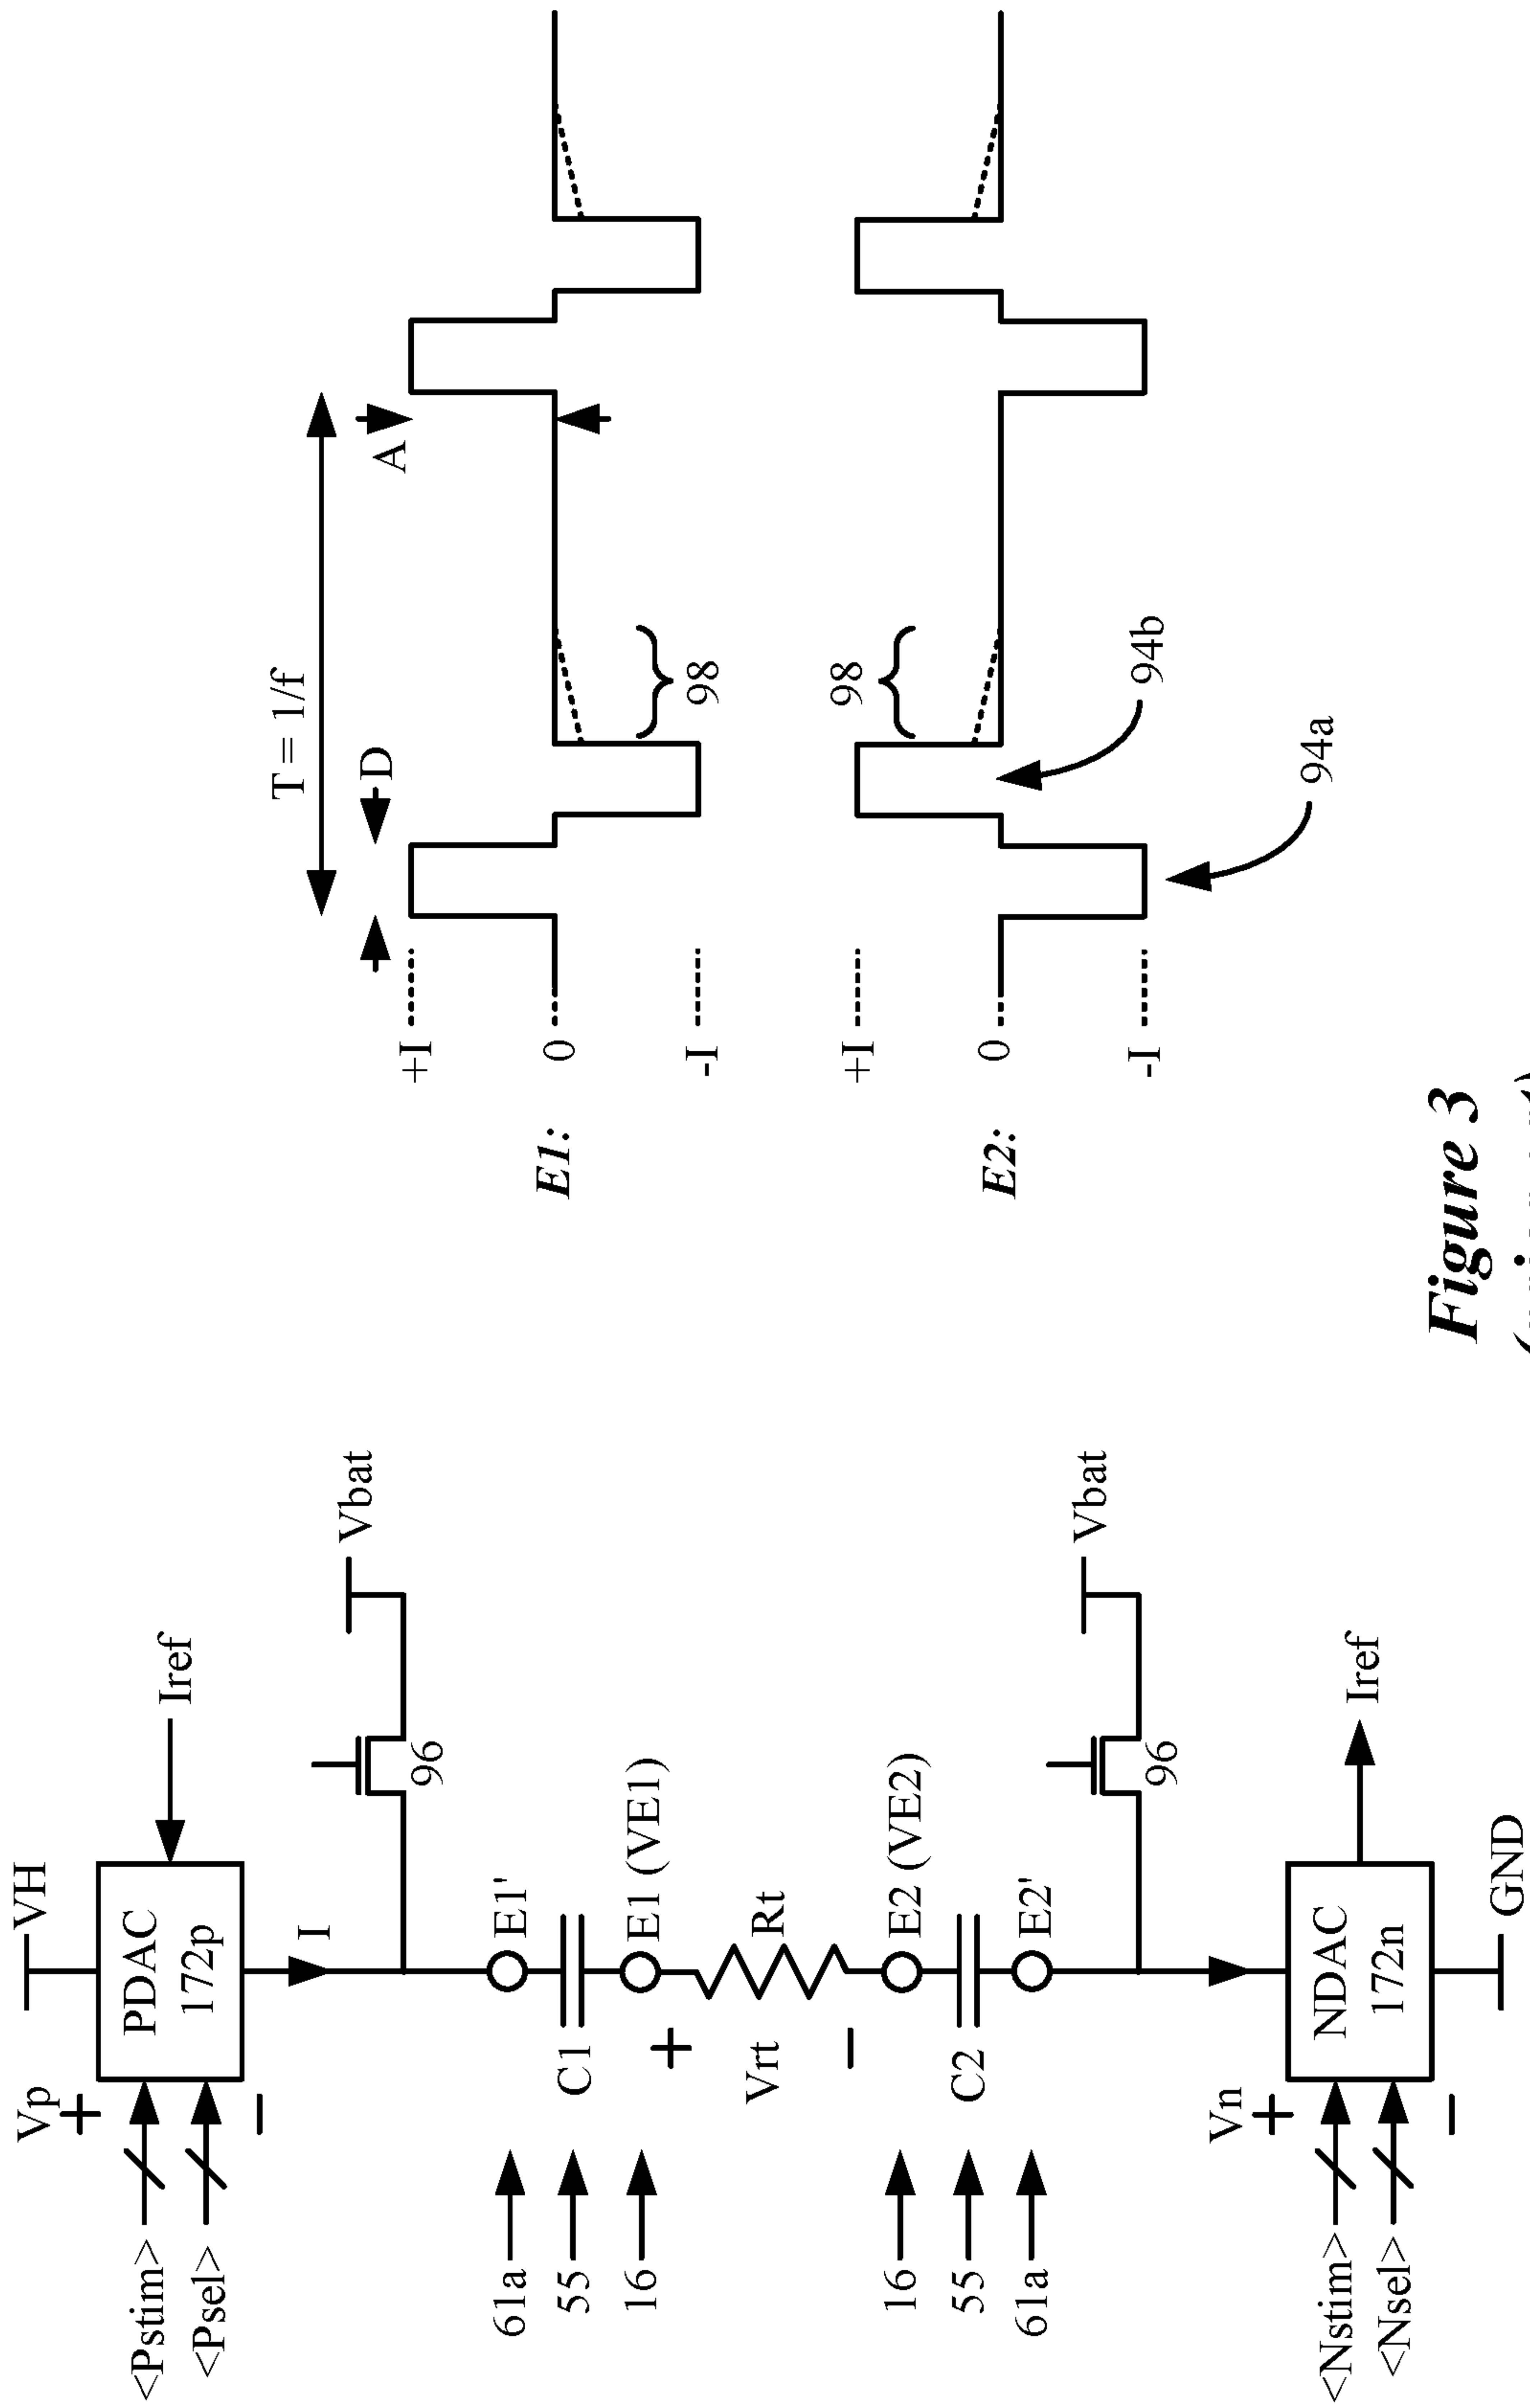 VH
Vp
+
PDAC
172p
Iref
<Pstim>
<Psel>
−
I
Vbat
96
61a
E1'
55
C1
16
E1 (VE1)
+
Vrt
Rt
−
16
E2 (VE2)
55
C2
61a
E2'
Vbat
96
Vn
+
NDAC
172n
Iref
<Nstim>
<Nsel>
−
GND
T = 1/f
D
A
E1:
+I
0
-I
98
E2:
+I
0
-I
98
94b
94a
Figure 3